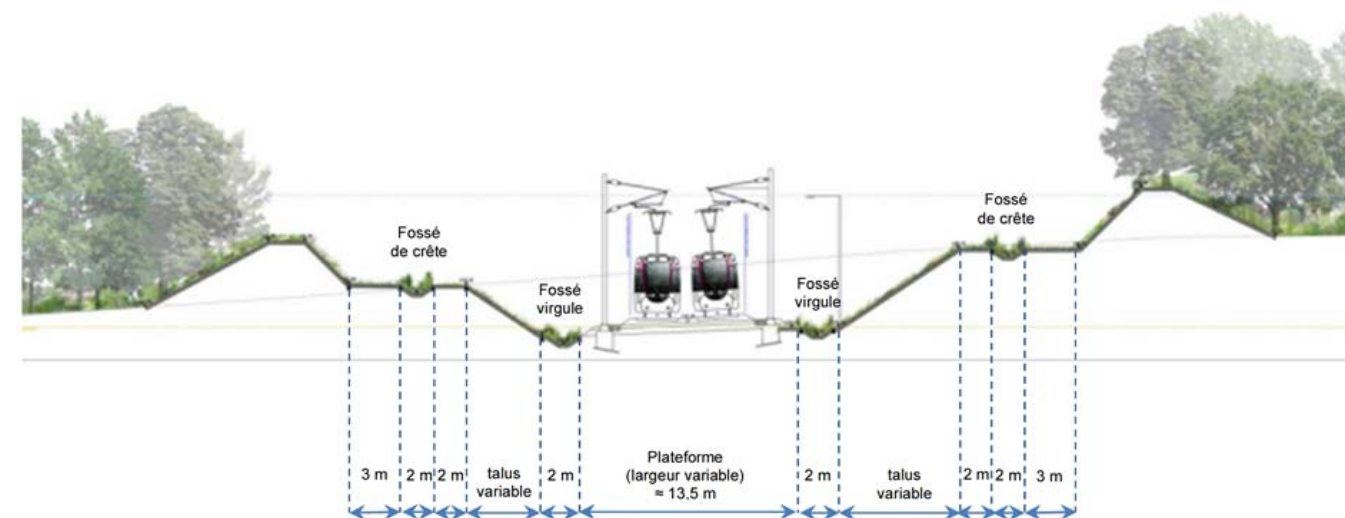 Fossé
de crête
Fossé
virgule
Fossé
virgule
Fossé
de crête
3 m
2 m
2 m
talus
variable
2 m
Plateforme
(largeur variable)
≈ 13,5 m
2 m
talus
variable
2 m
2 m
3 m